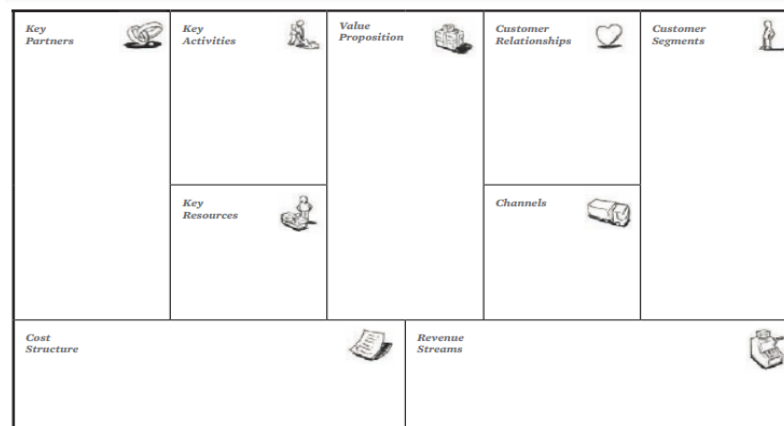 Key
Partners
Key
Activities
Value
Proposition
Customer
Relationships
Customer
Segments
Key
Resources
Channels
Cost
Structure
Revenue
Streams